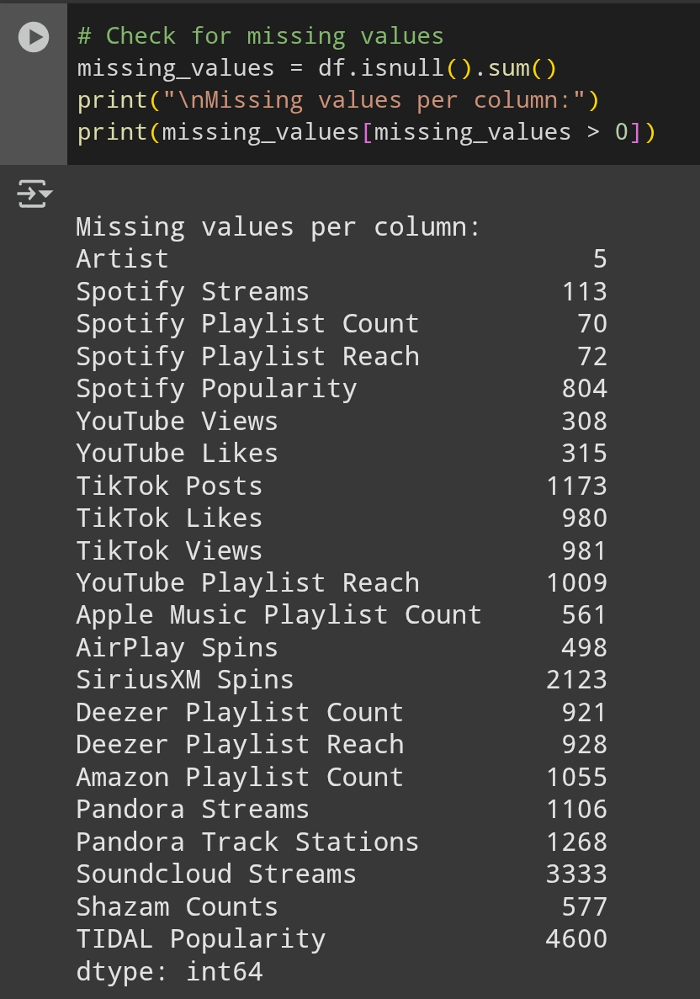 # Check for missing values
missing_values = df.isnull().sum()
print("\nMissing values per column:")
print(missing_values[missing_values > 0])
Missing values per column:
Artist 5
Spotify Streams 113
Spotify Playlist Count 70
Spotify Playlist Reach 72
Spotify Popularity 804
YouTube Views 308
YouTube Likes 315
TikTok Posts 1173
TikTok Likes 980
TikTok Views 981
YouTube Playlist Reach 1009
Apple Music Playlist Count 561
AirPlay Spins 498
SiriusXM Spins 2123
Deezer Playlist Count 921
Deezer Playlist Reach 928
Amazon Playlist Count 1055
Pandora Streams 1106
Pandora Track Stations 1268
Soundcloud Streams 3333
Shazam Counts 577
TIDAL Popularity 4600
dtype: int64